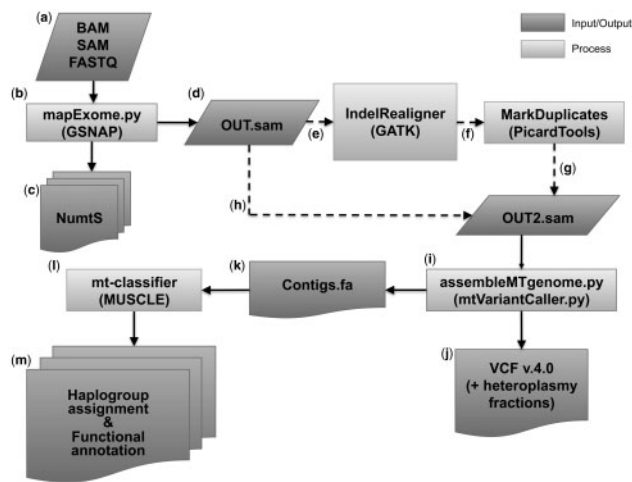 (a)
BAM
SAM
FASTQ
Input/Output
Process
(b)
mapExome.py
(GSNAP)
(d)
OUT.sam
(e)
IndelRealigner
(GATK)
(f)
MarkDuplicates
(PicardTools)
(c)
NumtS
(h)
(g)
OUT2.sam
(l)
mt-classifier
(MUSCLE)
(k)
Contigs.fa
(i)
assembleMTgenome.py
(mtVariantCaller.py)
(m)
Haplogroup
assignment
&
Functional
annotation
(j)
VCF v.4.0
(+ heteroplasmy
fractions)